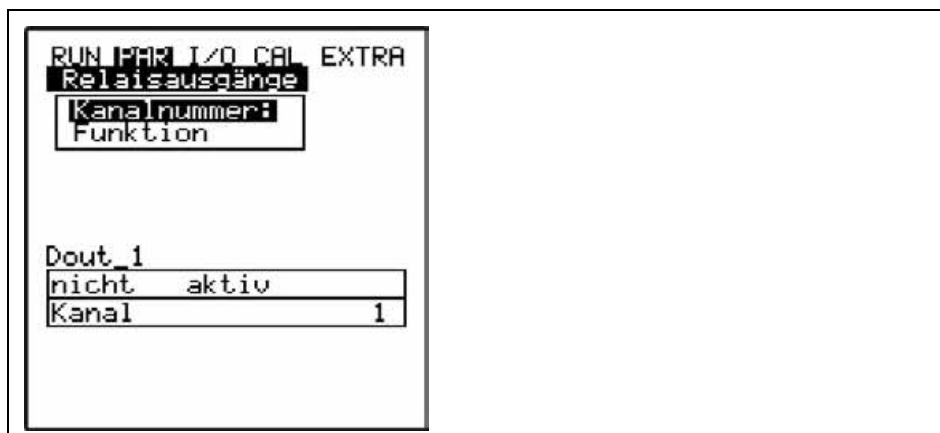 RUN PAR I/O CAL EXTRA
Relaisausgänge
Kanalnummer:
Funktion
Dout_1
nicht aktiv
Kanal 1